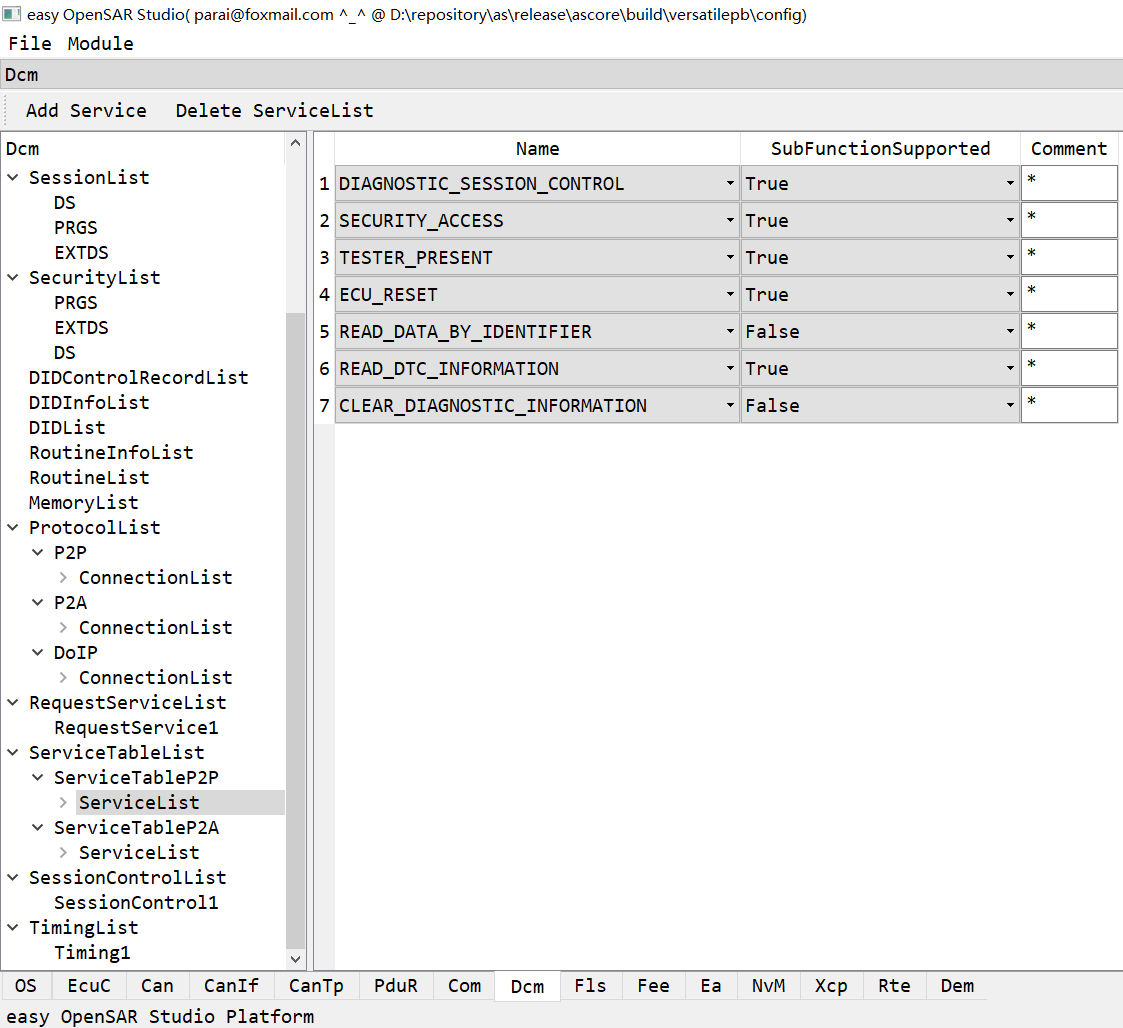 easy OpenSAR Studio( parai@foxmail.com ^_^ @ D:\repository\as\release\ascore\build\versatilepb\config)
File Module
Dcm
Add Service Delete ServiceList
Dcm
SessionList
DS
PRGS
EXTDS
SecurityList
PRGS
EXTDS
DS
DIDControlRecordList
DIDInfoList
DIDList
RoutineInfoList
RoutineList
MemoryList
ProtocolList
P2P
ConnectionList
P2A
ConnectionList
DoIP
ConnectionList
RequestServiceList
RequestService1
ServiceTableList
ServiceTableP2P
ServiceList
ServiceTableP2A
ServiceList
SessionControlList
SessionControl1
TimingList
Timing1
Name SubFunctionSupported Comment
1 DIAGNOSTIC_SESSION_CONTROL True *
2 SECURITY_ACCESS True *
3 TESTER_PRESENT True *
4 ECU_RESET True *
5 READ_DATA_BY_IDENTIFIER False *
6 READ_DTC_INFORMATION True *
7 CLEAR_DIAGNOSTIC_INFORMATION False *
OS EcuC Can CanIf CanTp PduR Com Dcm Fls Fee Ea NvM Xcp Rte Dem
easy OpenSAR Studio Platform